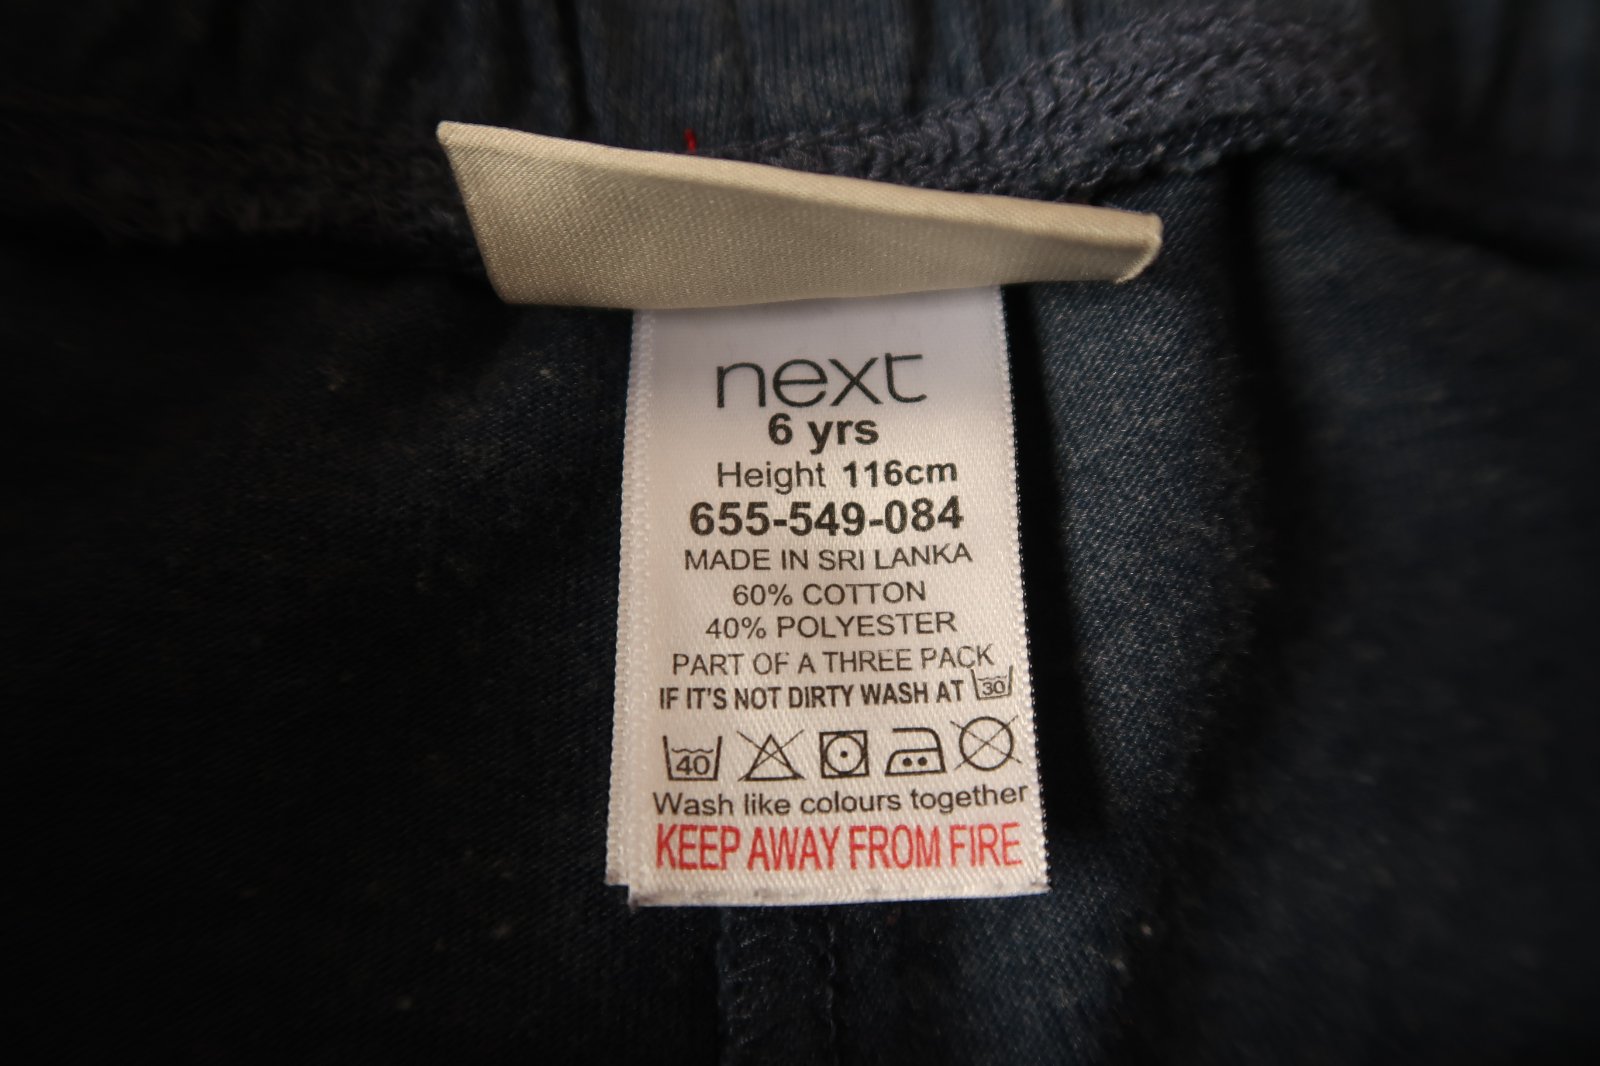 next
6 yrs
Height 116cm
655-549-084
MADE IN SRI LANKA
60% COTTON
40% POLYESTER
PART OF A THREE PACK
IF IT'S NOT DIRTY WASH AT 30
40
Wash like colours together
KEEP AWAY FROM FIRE